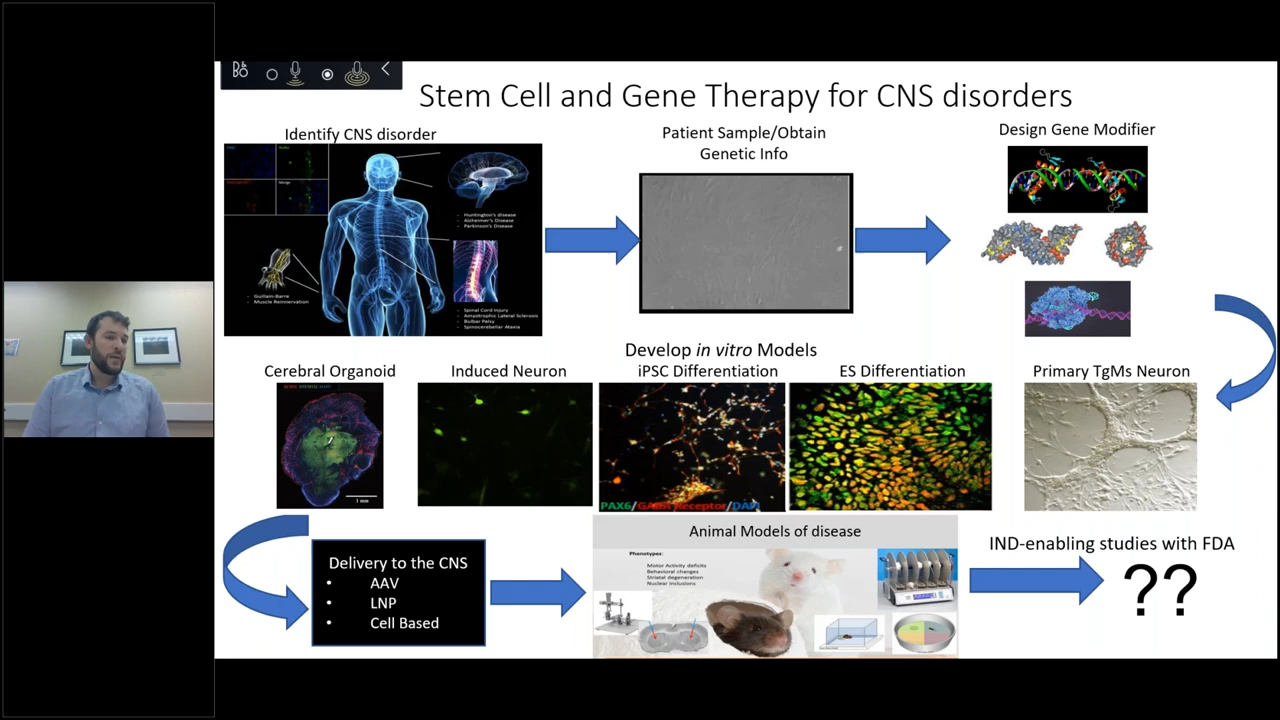 Stem Cell and Gene Therapy for CNS disorders
Identify CNS disorder
Merge
- Huntington's disease
- Alzheimer's Disease
- Parkinson's Disease
- Guillain-Barre
- Muscle Reinnervation
- Spinal Cord Injury
- Amyotrophic Lateral Sclerosis
- Bulbar Palsy
- Spinocerebellar Ataxia
Patient Sample/Obtain
Genetic Info
Design Gene Modifier
Develop in vitro Models
Cerebral Organoid
Induced Neuron
iPSC Differentiation
ES Differentiation
Primary TgMs Neuron
1 mm
PAX6/GABA Receptor/DAPI
Delivery to the CNS
• AAV
• LNP
• Cell Based
Animal Models of disease
Phenotypes:
Motor Activity deficits
Behavioral changes
Striatal degeneration
Nuclear inclusions
IND-enabling studies with FDA
??